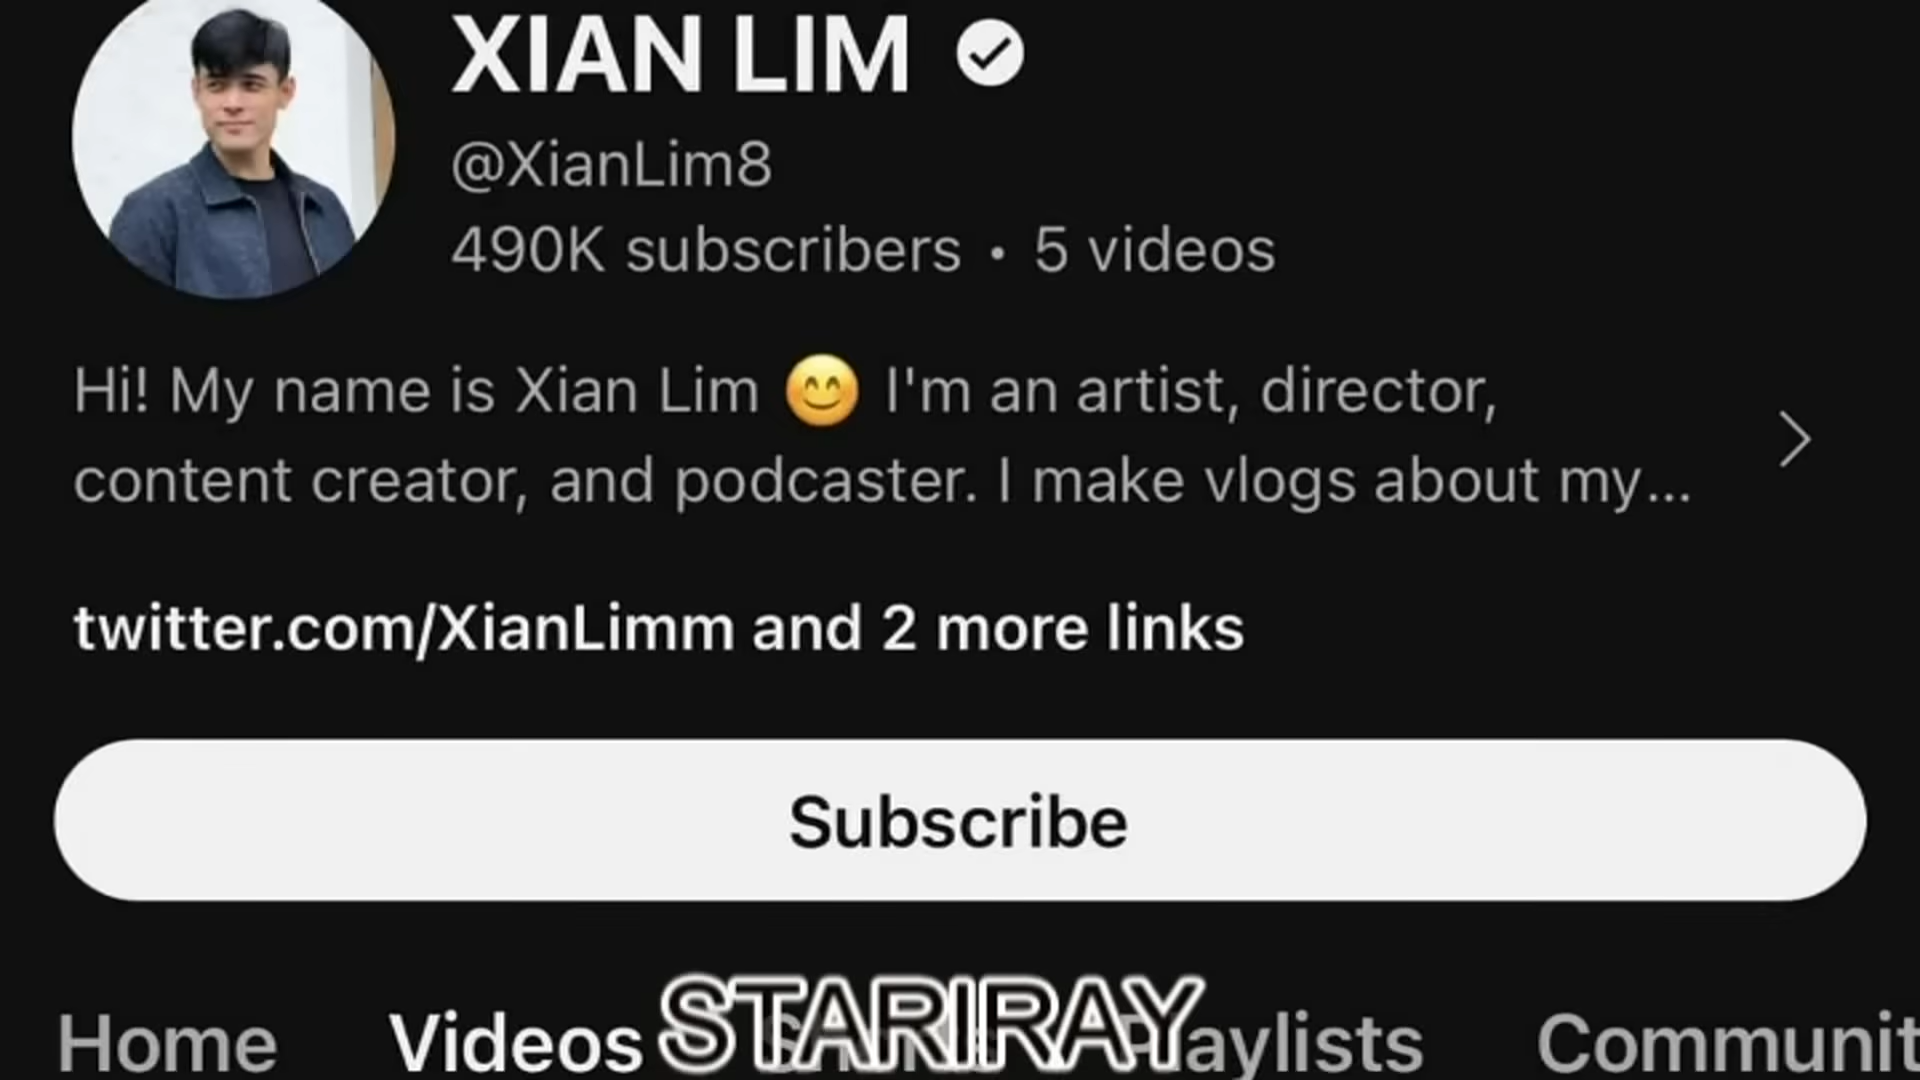 XIAN LIM
@XianLim8
490K subscribers • 5 videos
Hi! My name is Xian Lim 😊 I'm an artist, director,
content creator, and podcaster. I make vlogs about my...
twitter.com/XianLimm and 2 more links
Subscribe
Home Videos Playlists Communit
STARIRAY